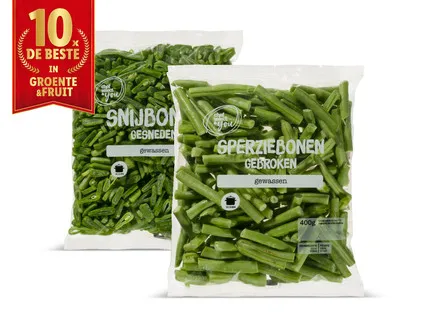 10x
DE BESTE
IN
GROENTE
&FRUIT
SNIJBON
GESNEDEN
gewassen
SPERZIEBONEN
GEBROKEN
gewassen
400g